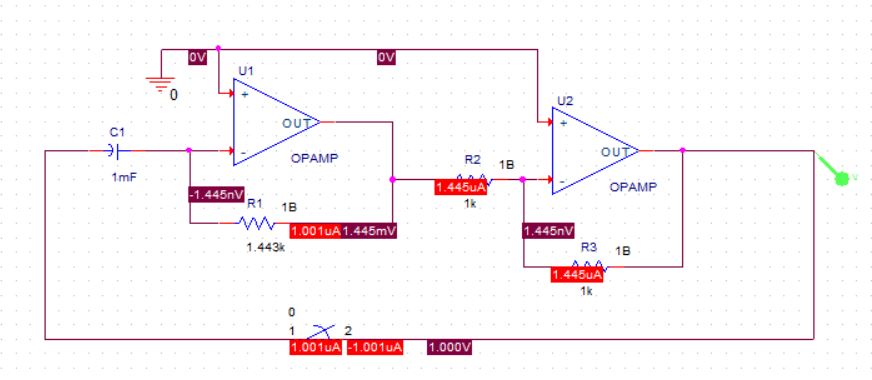 0V
0V
U1
0
+
OUT
-
OPAMP
U2
+
OUT
-
OPAMP
C1
1mF
-1.445nV
R1
1B
1.001uA
1.445mV
1.443k
R2
1B
1.445uA
1k
1.445nV
R3
1B
1.445uA
1k
0
1
2
1.001uA
-1.001uA
1.000V